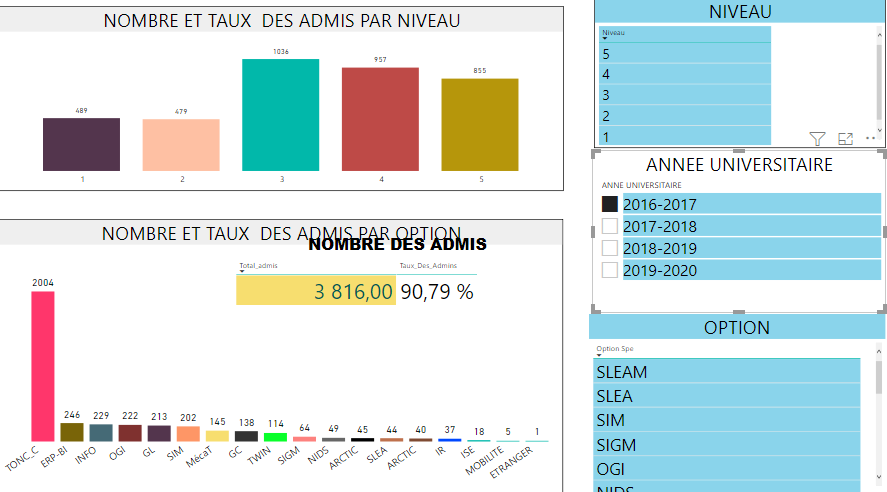 NOMBRE ET TAUX DES ADMIS PAR NIVEAU
489
479
1036
957
855
1
2
3
4
5
NOMBRE ET TAUX DES ADMIS PAR OPTION
NOMBRE DES ADMIS
Total_admis Taux_Des_Admins
3 816,00 90,79 %
2004
246
229
222
213
202
145
138
114
64
49
45
44
40
37
18
5
1
TONC_C
ERP-BI
INFO
OGI
GL
SIM
MécaT
GC
TWIN
SIGM
NIDS
ARCTIC
SLEA
ARCTIC
IR
ISE
MOBILITE
ETRANGER
NIVEAU
Niveau
5
4
3
2
1
ANNEE UNIVERSITAIRE
ANNE UNIVERSITAIRE
2016-2017
2017-2018
2018-2019
2019-2020
OPTION
Option Spe
SLEAM
SLEA
SIM
SIGM
OGI
NIDS